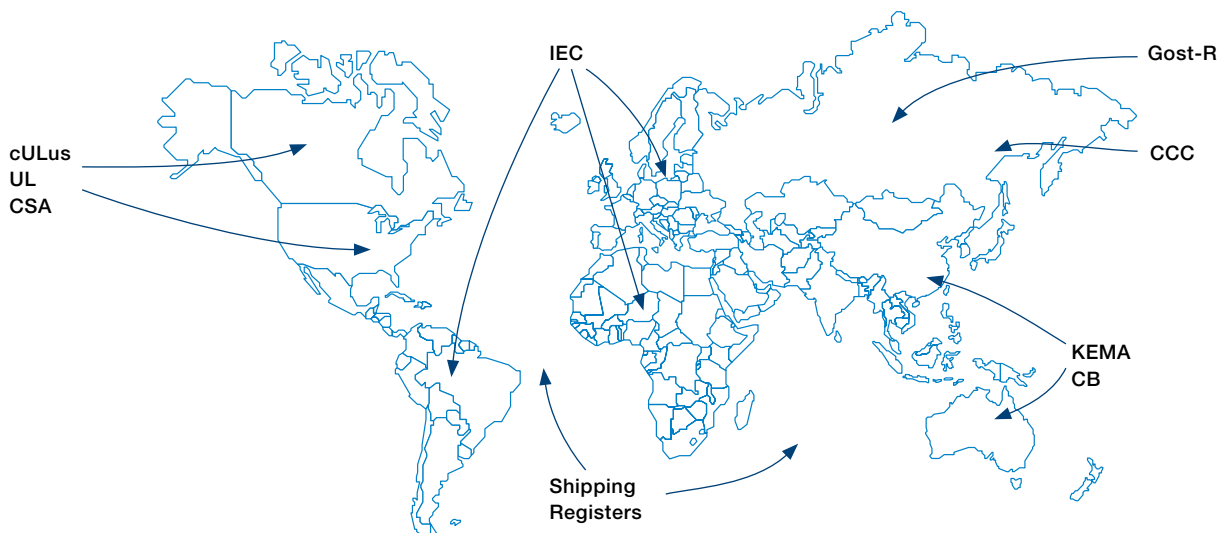 IEC
Gost-R
cULus
UL
CSA
CCC
KEMA
CB
Shipping
Registers